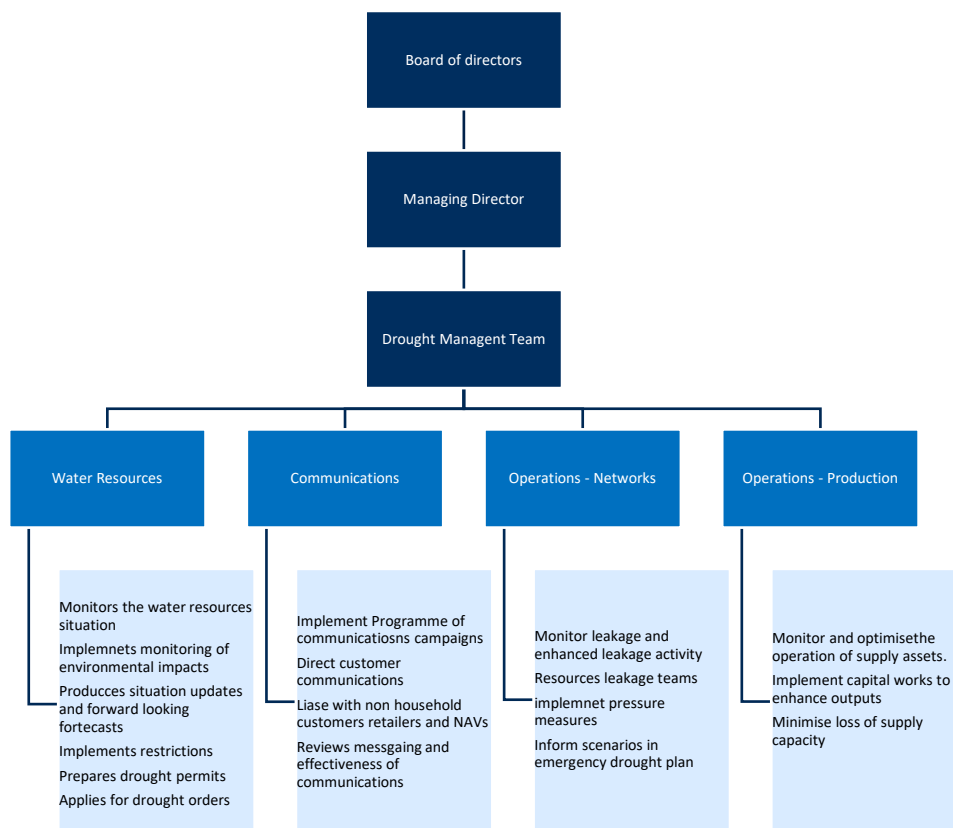 Board of directors
Managing Director
Drought Managent Team
Water Resources
Communications
Operations - Networks
Operations - Production
Monitors the water resources
situation
Implemnets monitoring of
environmental impacts
Producces situation updates
and forward looking
fortecasts
Implements restrictions
Prepares drought permits
Applies for drought orders
Implement Programme of
communicatiosns campaigns
Direct customer
communications
Liase with non household
customers retailers and NAVs
Reviews messgaing and
effectiveness of
communications
Monitor leakage and
enhanced leakage activity
Resources leakage teams
implemnet pressure
measures
Inform scenarios in
emergency drought plan
Monitor and optimisethe
operation of supply assets.
Implement capital works to
enhance outputs
Minimise loss of supply
capacity